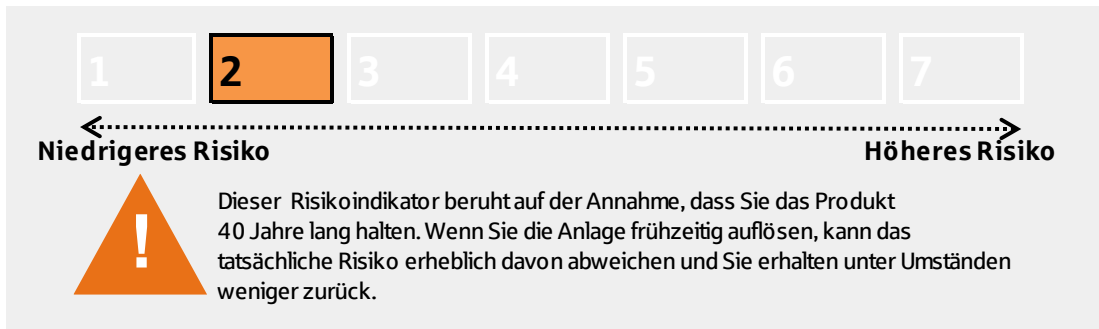 1 2 3 4 5 6 7
Niedrigeres Risiko Höheres Risiko
!
Dieser Risikoindikator beruht auf der Annahme, dass Sie das Produkt
40 Jahre lang halten. Wenn Sie die Anlage frühzeitig auflösen, kann das
tatsächliche Risiko erheblich davon abweichen und Sie erhalten unter Umständen
weniger zurück.